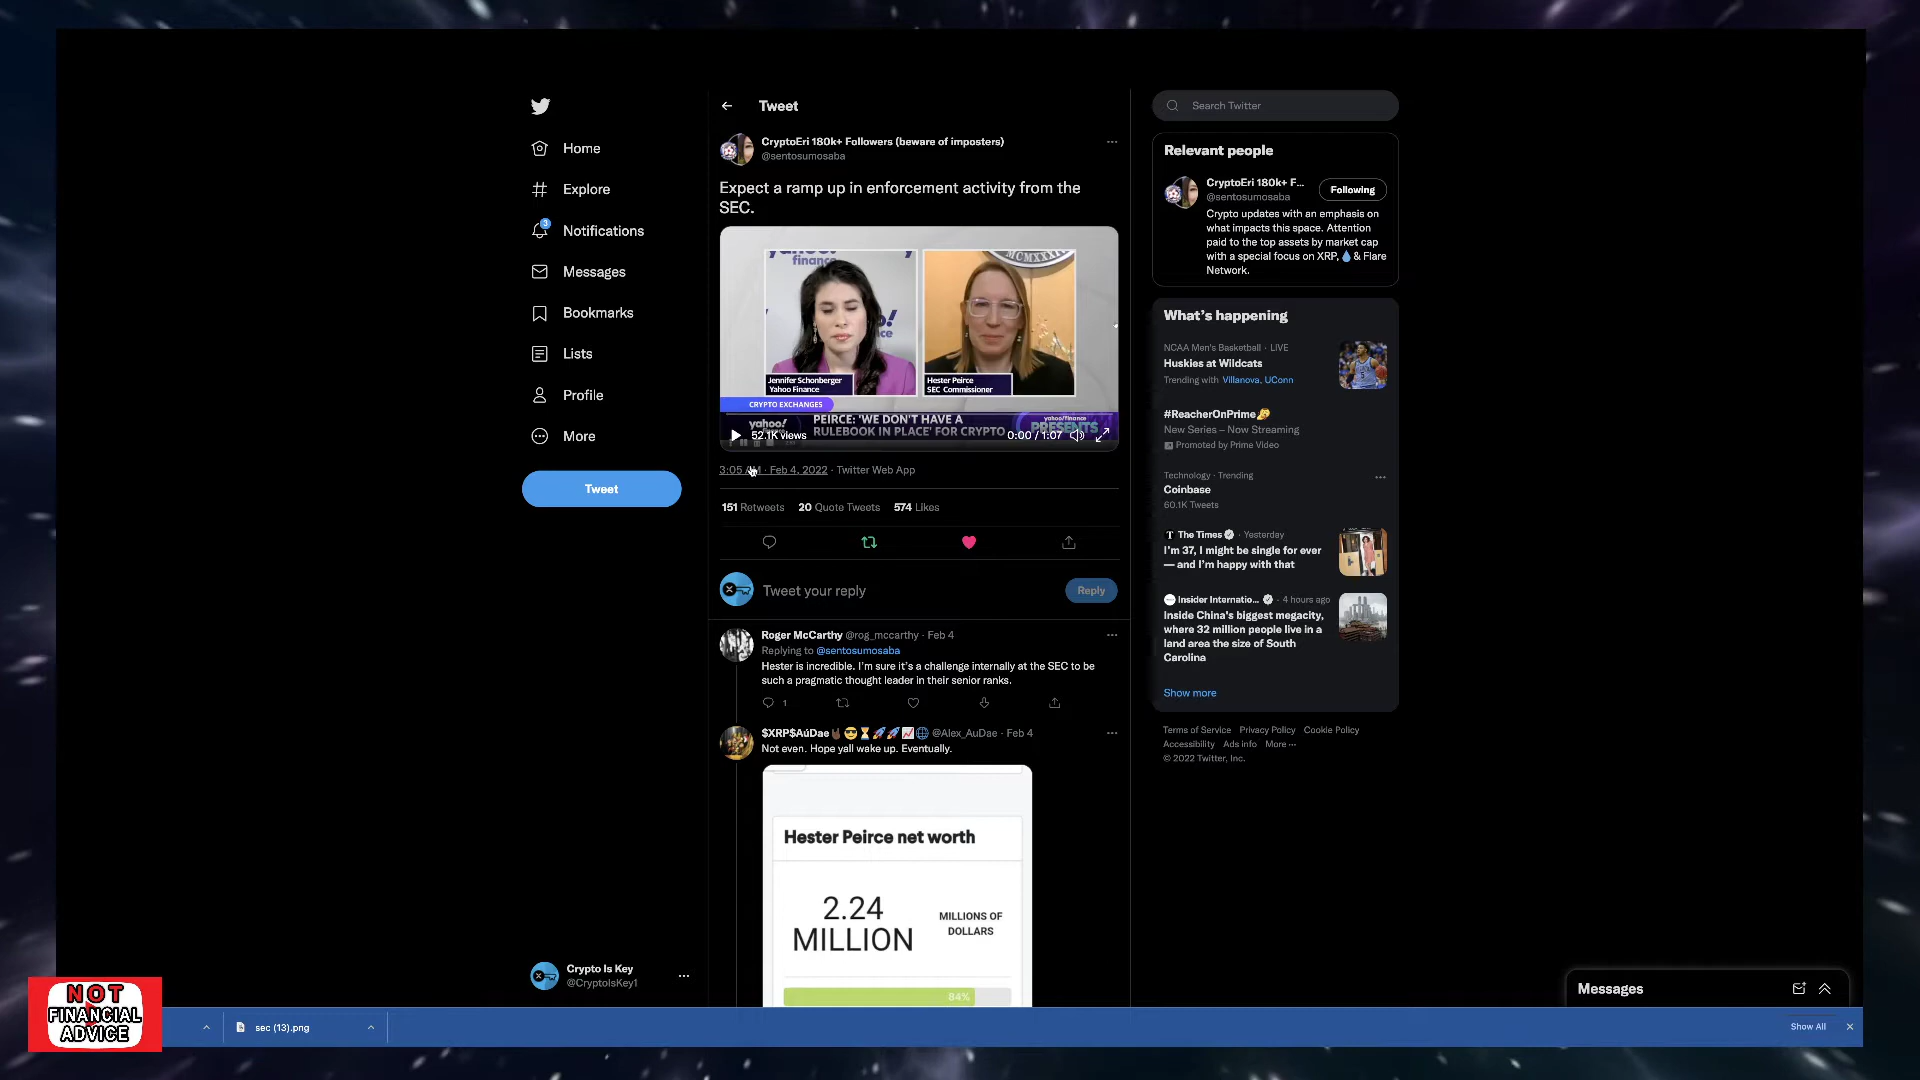 Home
Explore
3
Notifications
Messages
Bookmarks
Lists
Profile
More
Tweet
Crypto Is Key
@CryptoIsKey1
Tweet
CryptoEri 180k+ Followers (beware of imposters)
@sentosumosaba
Expect a ramp up in enforcement activity from the
SEC.
finance
Jennifer Schonberger
Yahoo Finance
Hester Peirce
SEC Commissioner
CRYPTO EXCHANGES
yahoo!
finance
PEIRCE: 'WE DON'T HAVE A
RULEBOOK IN PLACE' FOR CRYPTO
yahoo/finance
PRESENTS
52.1K views
0:00 / 1:07
3:05 AM · Feb 4, 2022 · Twitter Web App
151 Retweets 20 Quote Tweets 574 Likes
Tweet your reply
Reply
Roger McCarthy @rog_mccarthy · Feb 4
Replying to @sentosumosaba
Hester is incredible. I'm sure it's a challenge internally at the SEC to be
such a pragmatic thought leader in their senior ranks.
1
$XRP$AúDae🤘🏿😎⏳🚀🚀📈🌐 @Alex_AuDae · Feb 4
Not even. Hope yall wake up. Eventually.
Hester Peirce net worth
2.24
MILLION
MILLIONS OF
DOLLARS
84%
Search Twitter
Relevant people
CryptoEri 180k+ F...
@sentosumosaba
Following
Crypto updates with an emphasis on
what impacts this space. Attention
paid to the top assets by market cap
with a special focus on XRP,💧& Flare
Network.
What's happening
NCAA Men's Basketball · LIVE
Huskies at Wildcats
Trending with Villanova, UConn
#ReacherOnPrime
New Series – Now Streaming
Promoted by Prime Video
Technology · Trending
Coinbase
60.1K Tweets
The Times · Yesterday
I'm 37, I might be single for ever
— and I'm happy with that
Insider Internatio... · 4 hours ago
Inside China's biggest megacity,
where 32 million people live in a
land area the size of South
Carolina
Show more
Terms of Service Privacy Policy Cookie Policy
Accessibility Ads info More ···
© 2022 Twitter, Inc.
Messages
NOT
FINANCIAL
ADVICE
sec (13).png
Show All